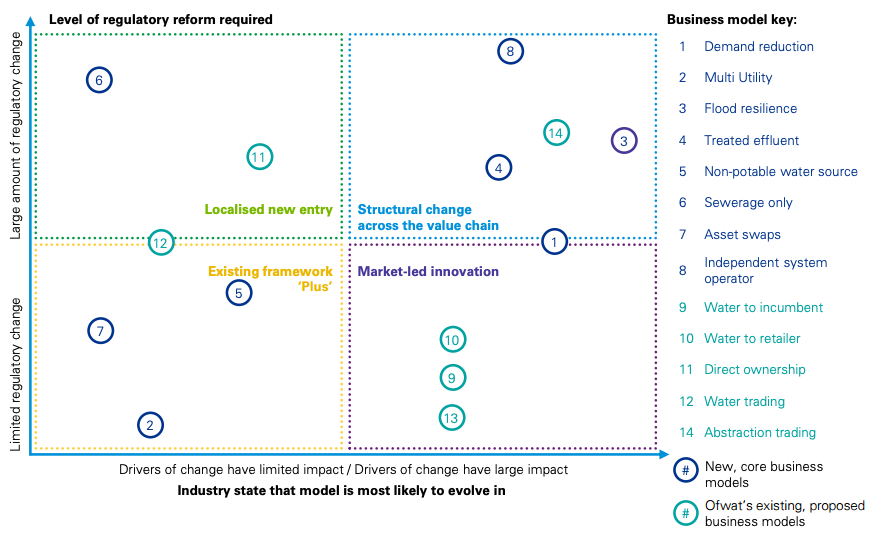 Level of regulatory reform required
Large amount of regulatory change
Limited regulatory change
6
11
Localised new entry
8
14
3
4
Structural change
across the value chain
12
1
Existing framework
‘Plus’
5
7
2
Market-led innovation
10
9
13
Drivers of change have limited impact / Drivers of change have large impact
Industry state that model is most likely to evolve in
Business model key:
1 Demand reduction
2 Multi Utility
3 Flood resilience
4 Treated effluent
5 Non-potable water source
6 Sewerage only
7 Asset swaps
8 Independent system
operator
9 Water to incumbent
10 Water to retailer
11 Direct ownership
12 Water trading
14 Abstraction trading
# New, core business
models
# Ofwat’s existing, proposed
business models